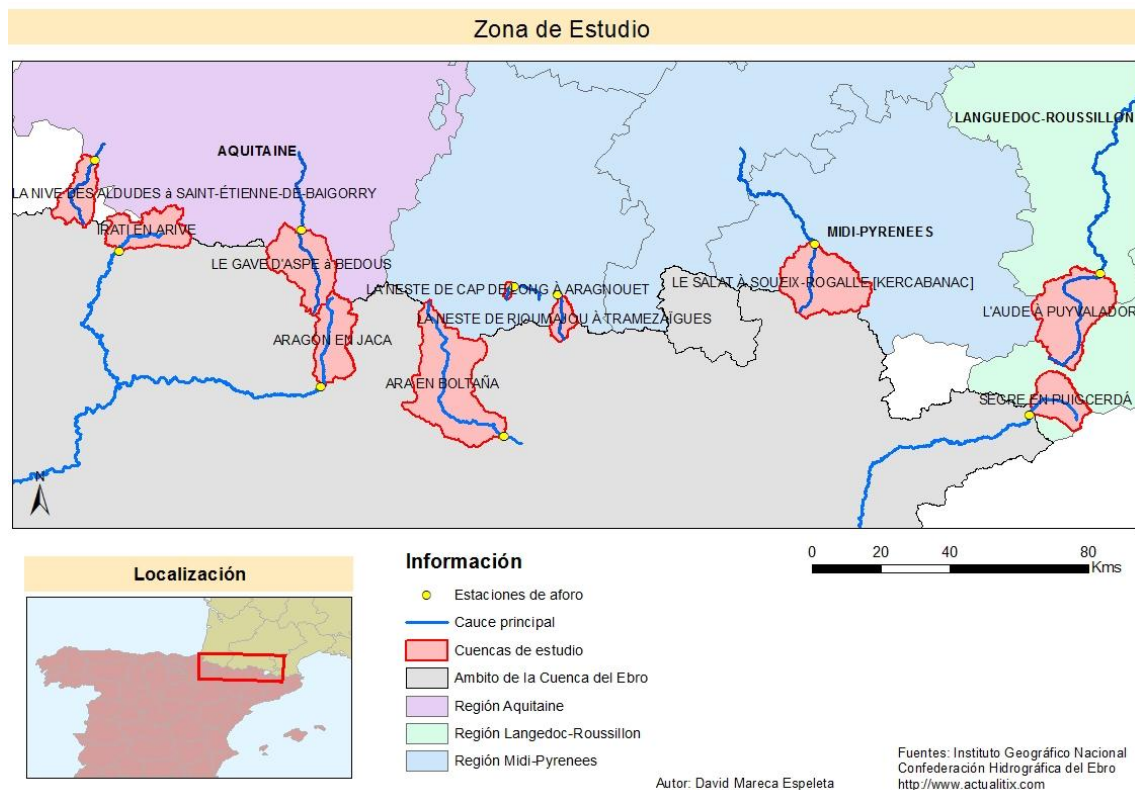 Zona de Estudio
LANGUEDOC-ROUSSILLON
AQUITAINE
LA NIVE DES ALDUDES à SAINT-ÉTIENNE-DE-BAIGORRY
IRATI EN ARIVE
MIDI-PYRENEES
LE GAVE D'ASPE à BEDOUS
LE SALAT À SOUEIX-ROGALLE [KERCABANAC]
LA NESTE DE CAP DE LONG À ARAGNOUET
L'AUDE À PUYVALADOR
LA NESTE DE RIOUMAJOU À TRAMEZAÏGUES
ARAGÓN EN JACA
ARA EN BOLTAÑA
SEGRE EN PUIGCERDÁ
N
Localización
Información
Estaciones de aforo
Cauce principal
Cuencas de estudio
Ambito de la Cuenca del Ebro
Región Aquitaine
Región Langedoc-Roussillon
Región Midi-Pyrenees
0 20 40 80
Kms
Autor: David Mareca Espeleta
Fuentes: Instituto Geográfico Nacional
Confederación Hidrográfica del Ebro
http://www.actualitix.com